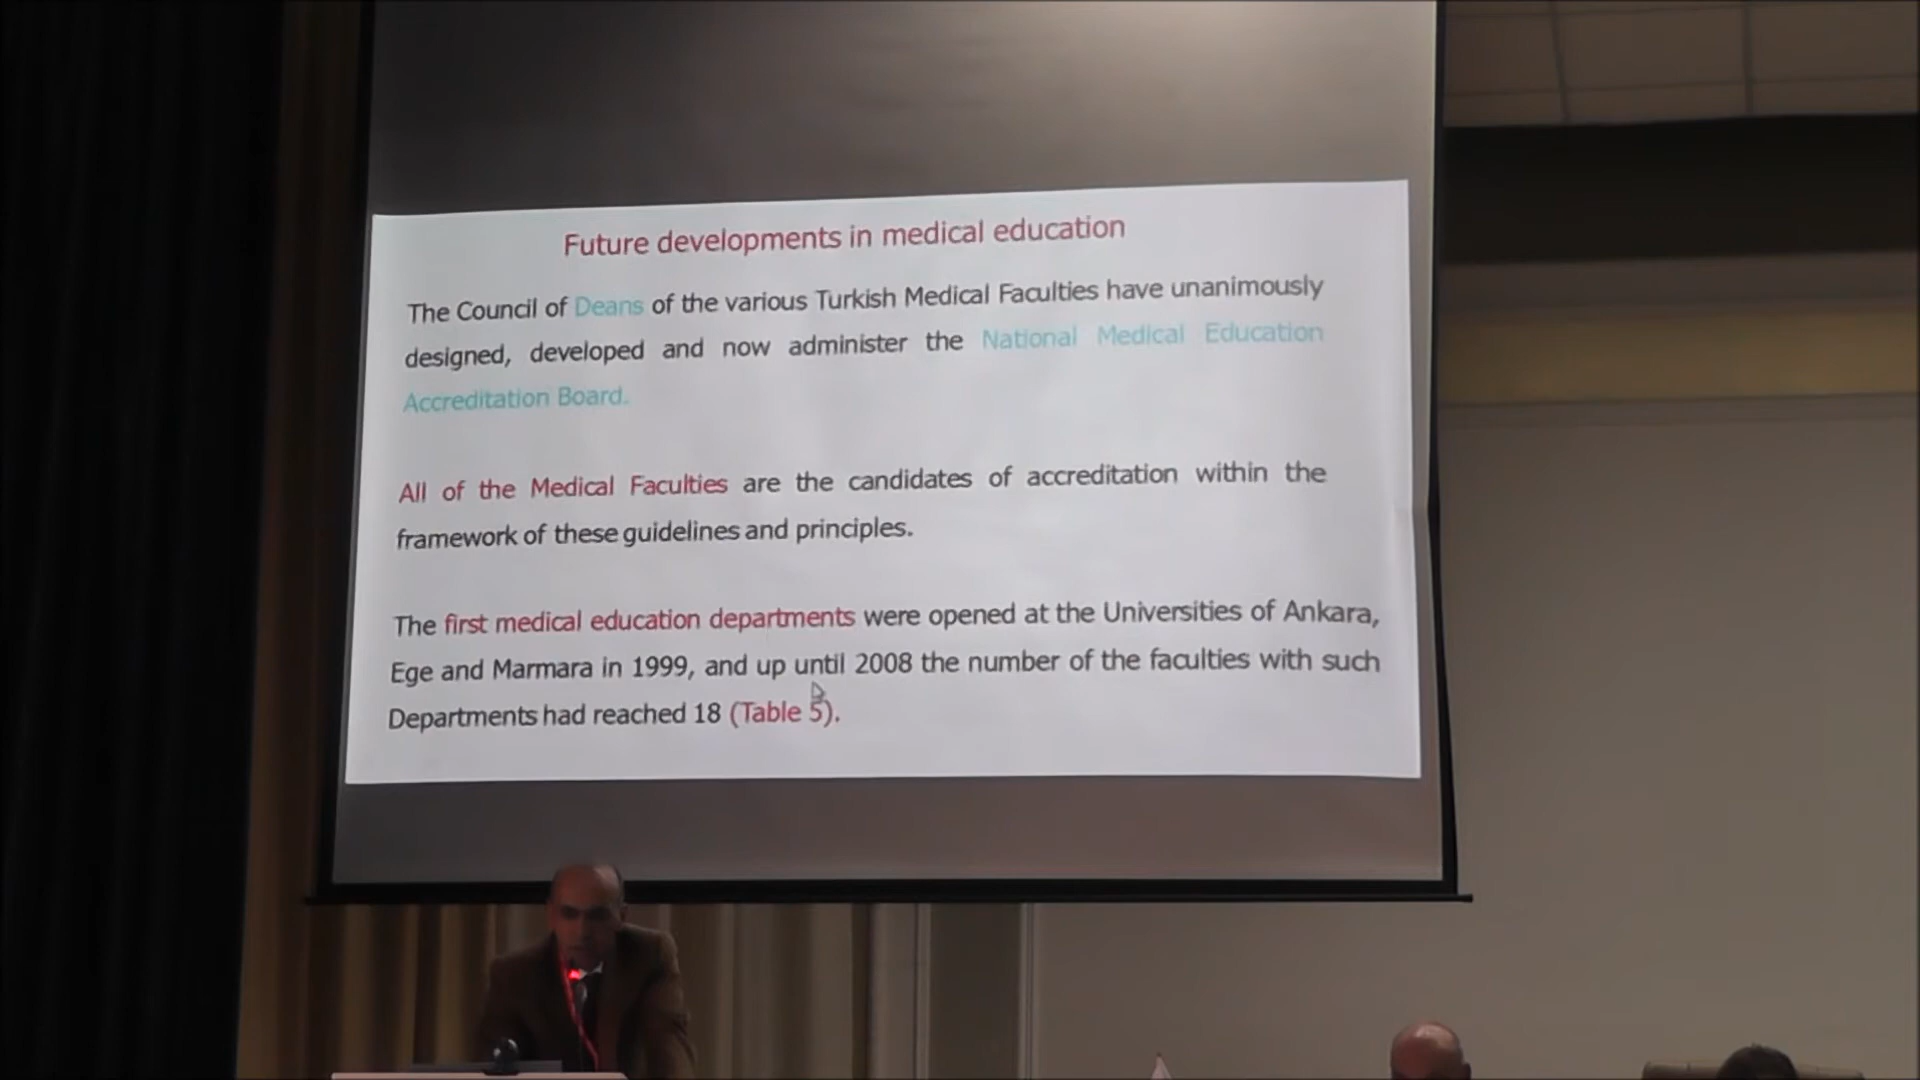 Future developments in medical education
The Council of Deans of the various Turkish Medical Faculties have unanimously
designed, developed and now administer the National Medical Education
Accreditation Board.
All of the Medical Faculties are the candidates of accreditation within the
framework of these guidelines and principles.
The first medical education departments were opened at the Universities of Ankara,
Ege and Marmara in 1999, and up until 2008 the number of the faculties with such
Departments had reached 18 (Table 5).